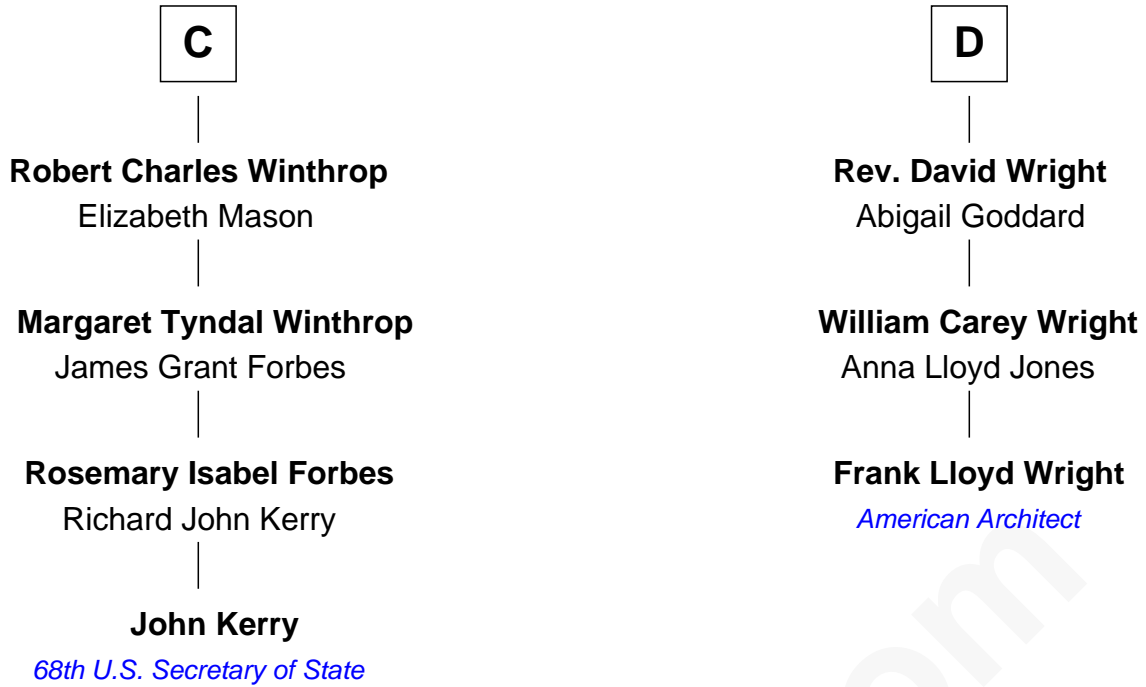 C
Robert Charles Winthrop
Elizabeth Mason
Margaret Tyndal Winthrop
James Grant Forbes
Rosemary Isabel Forbes
Richard John Kerry
John Kerry
68th U.S. Secretary of State
D
Rev. David Wright
Abigail Goddard
William Carey Wright
Anna Lloyd Jones
Frank Lloyd Wright
American Architect
om